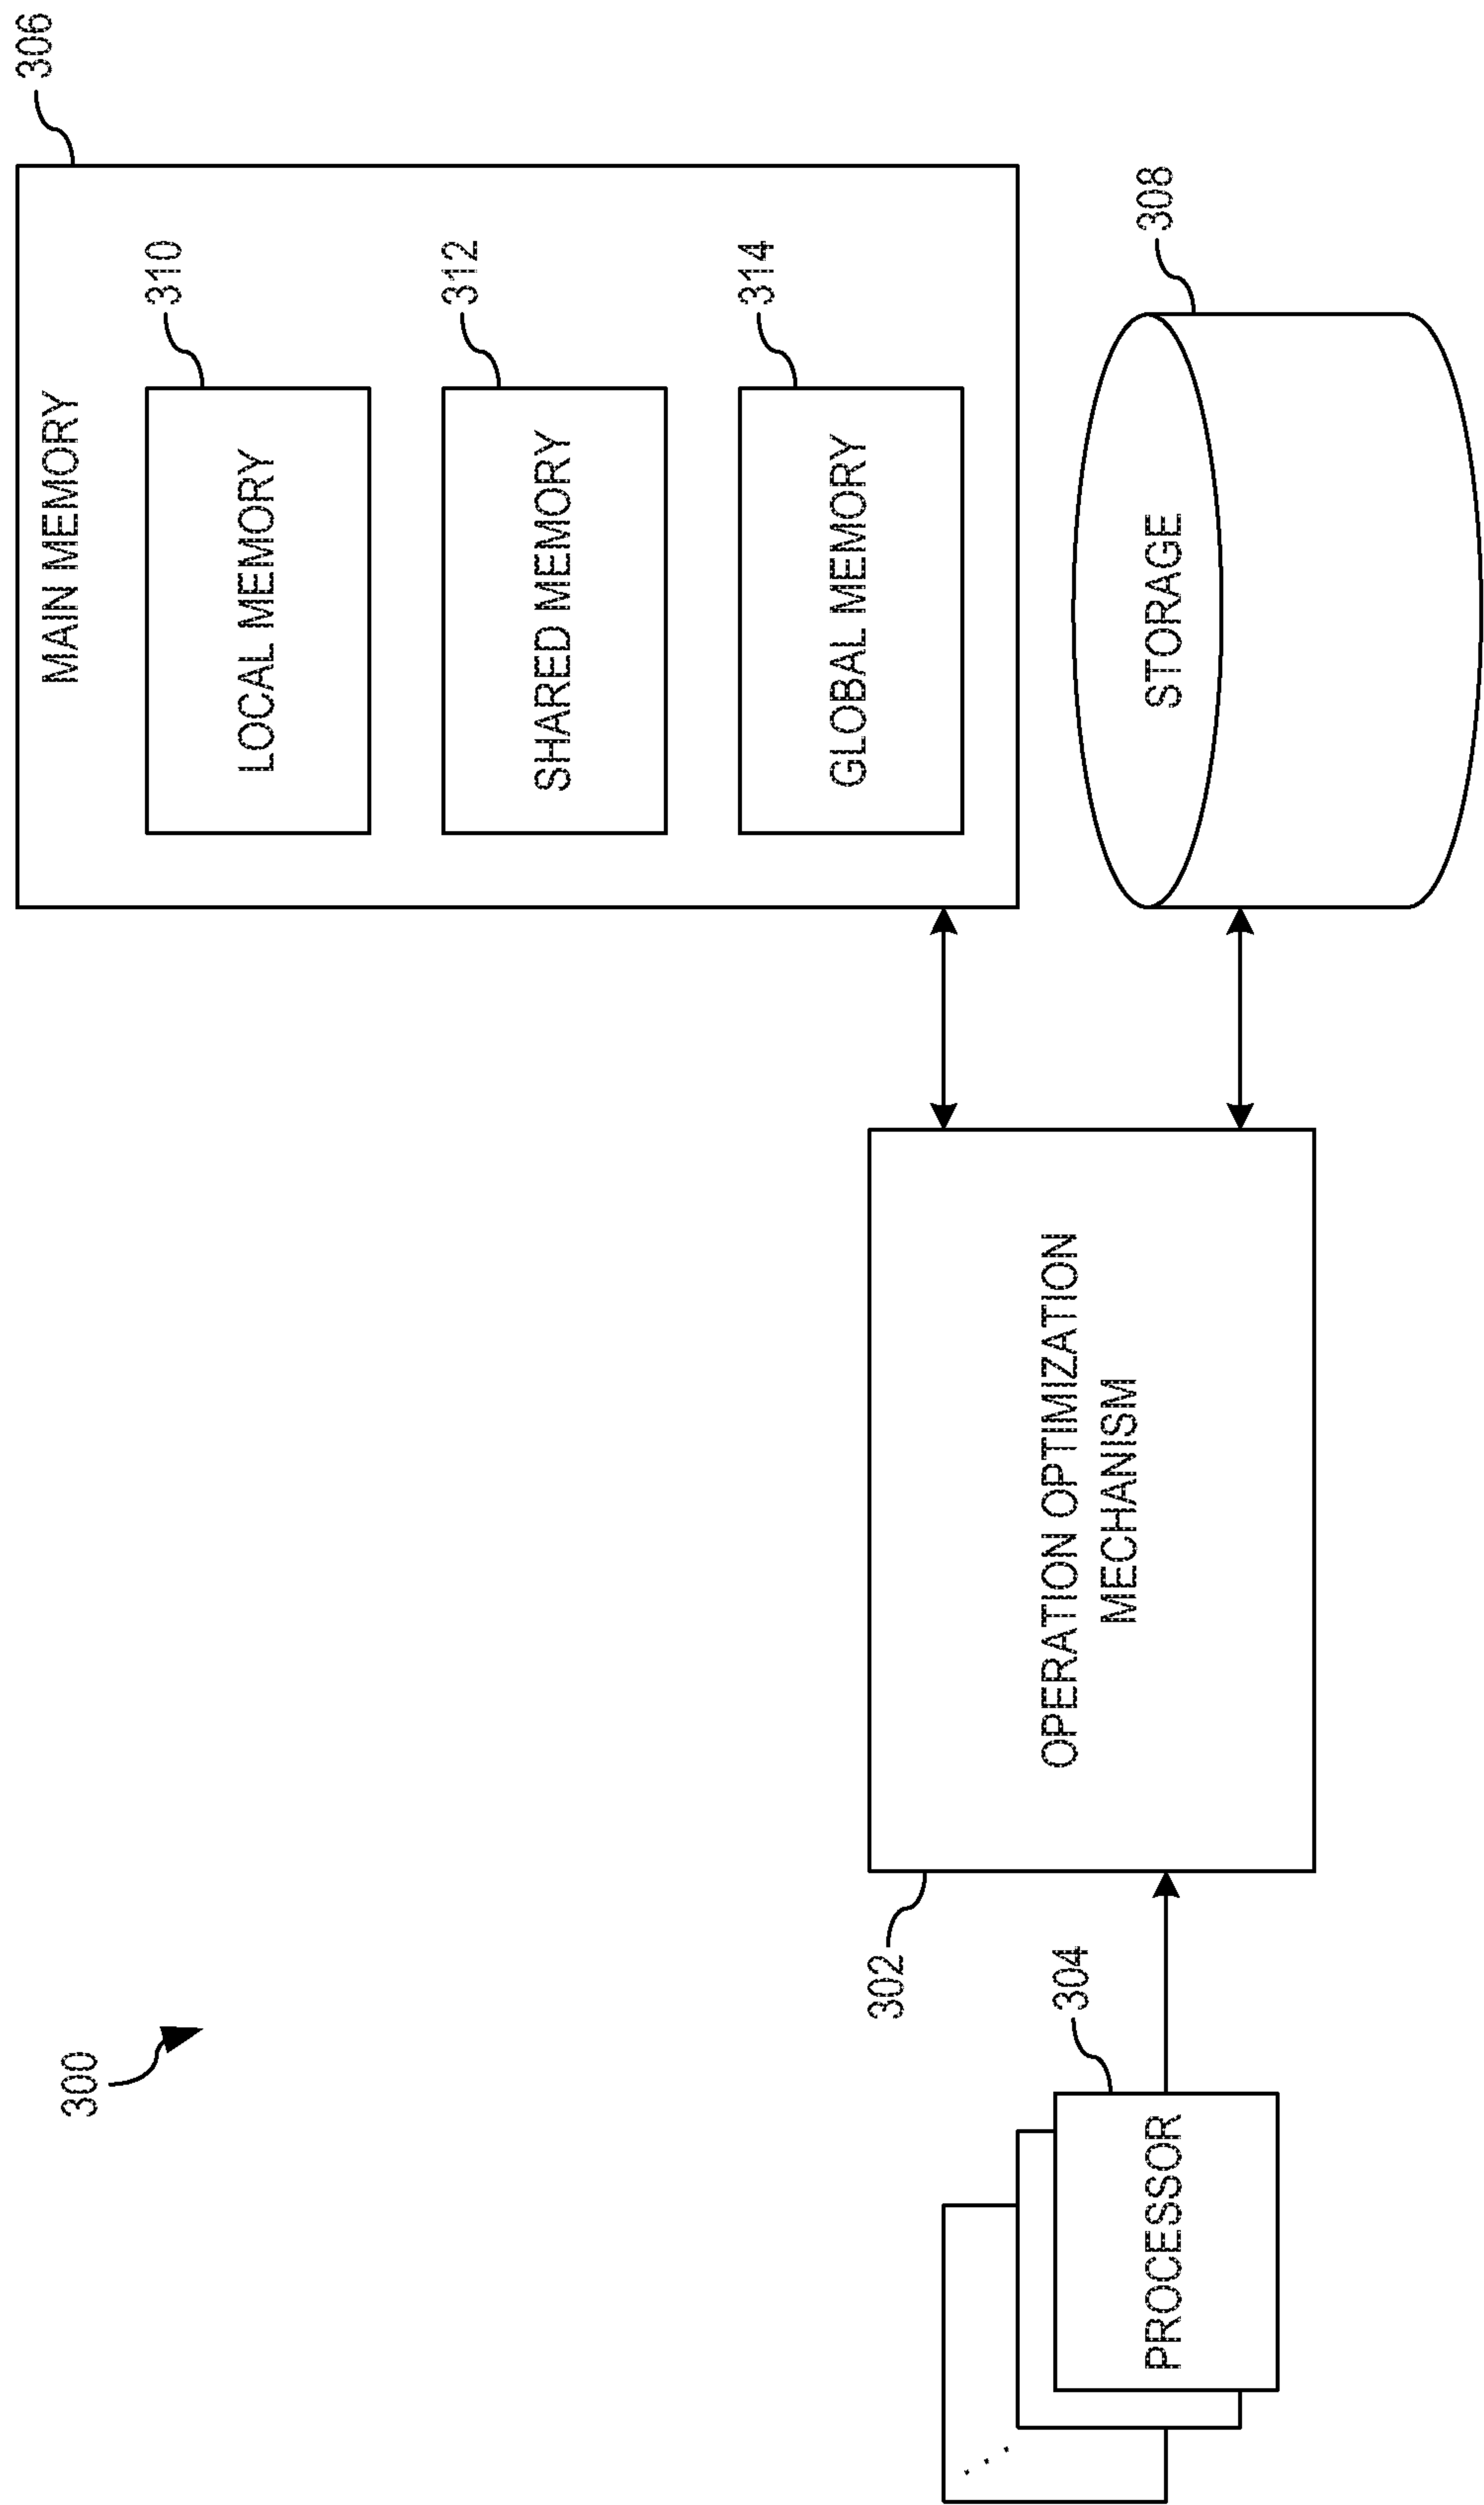 300
306
MAIN MEMORY
310
LOCAL MEMORY
312
SHARED MEMORY
314
GLOBAL MEMORY
302
OPERATION OPTIMIZATION
MECHANISM
304
PROCESSOR
308
STORAGE